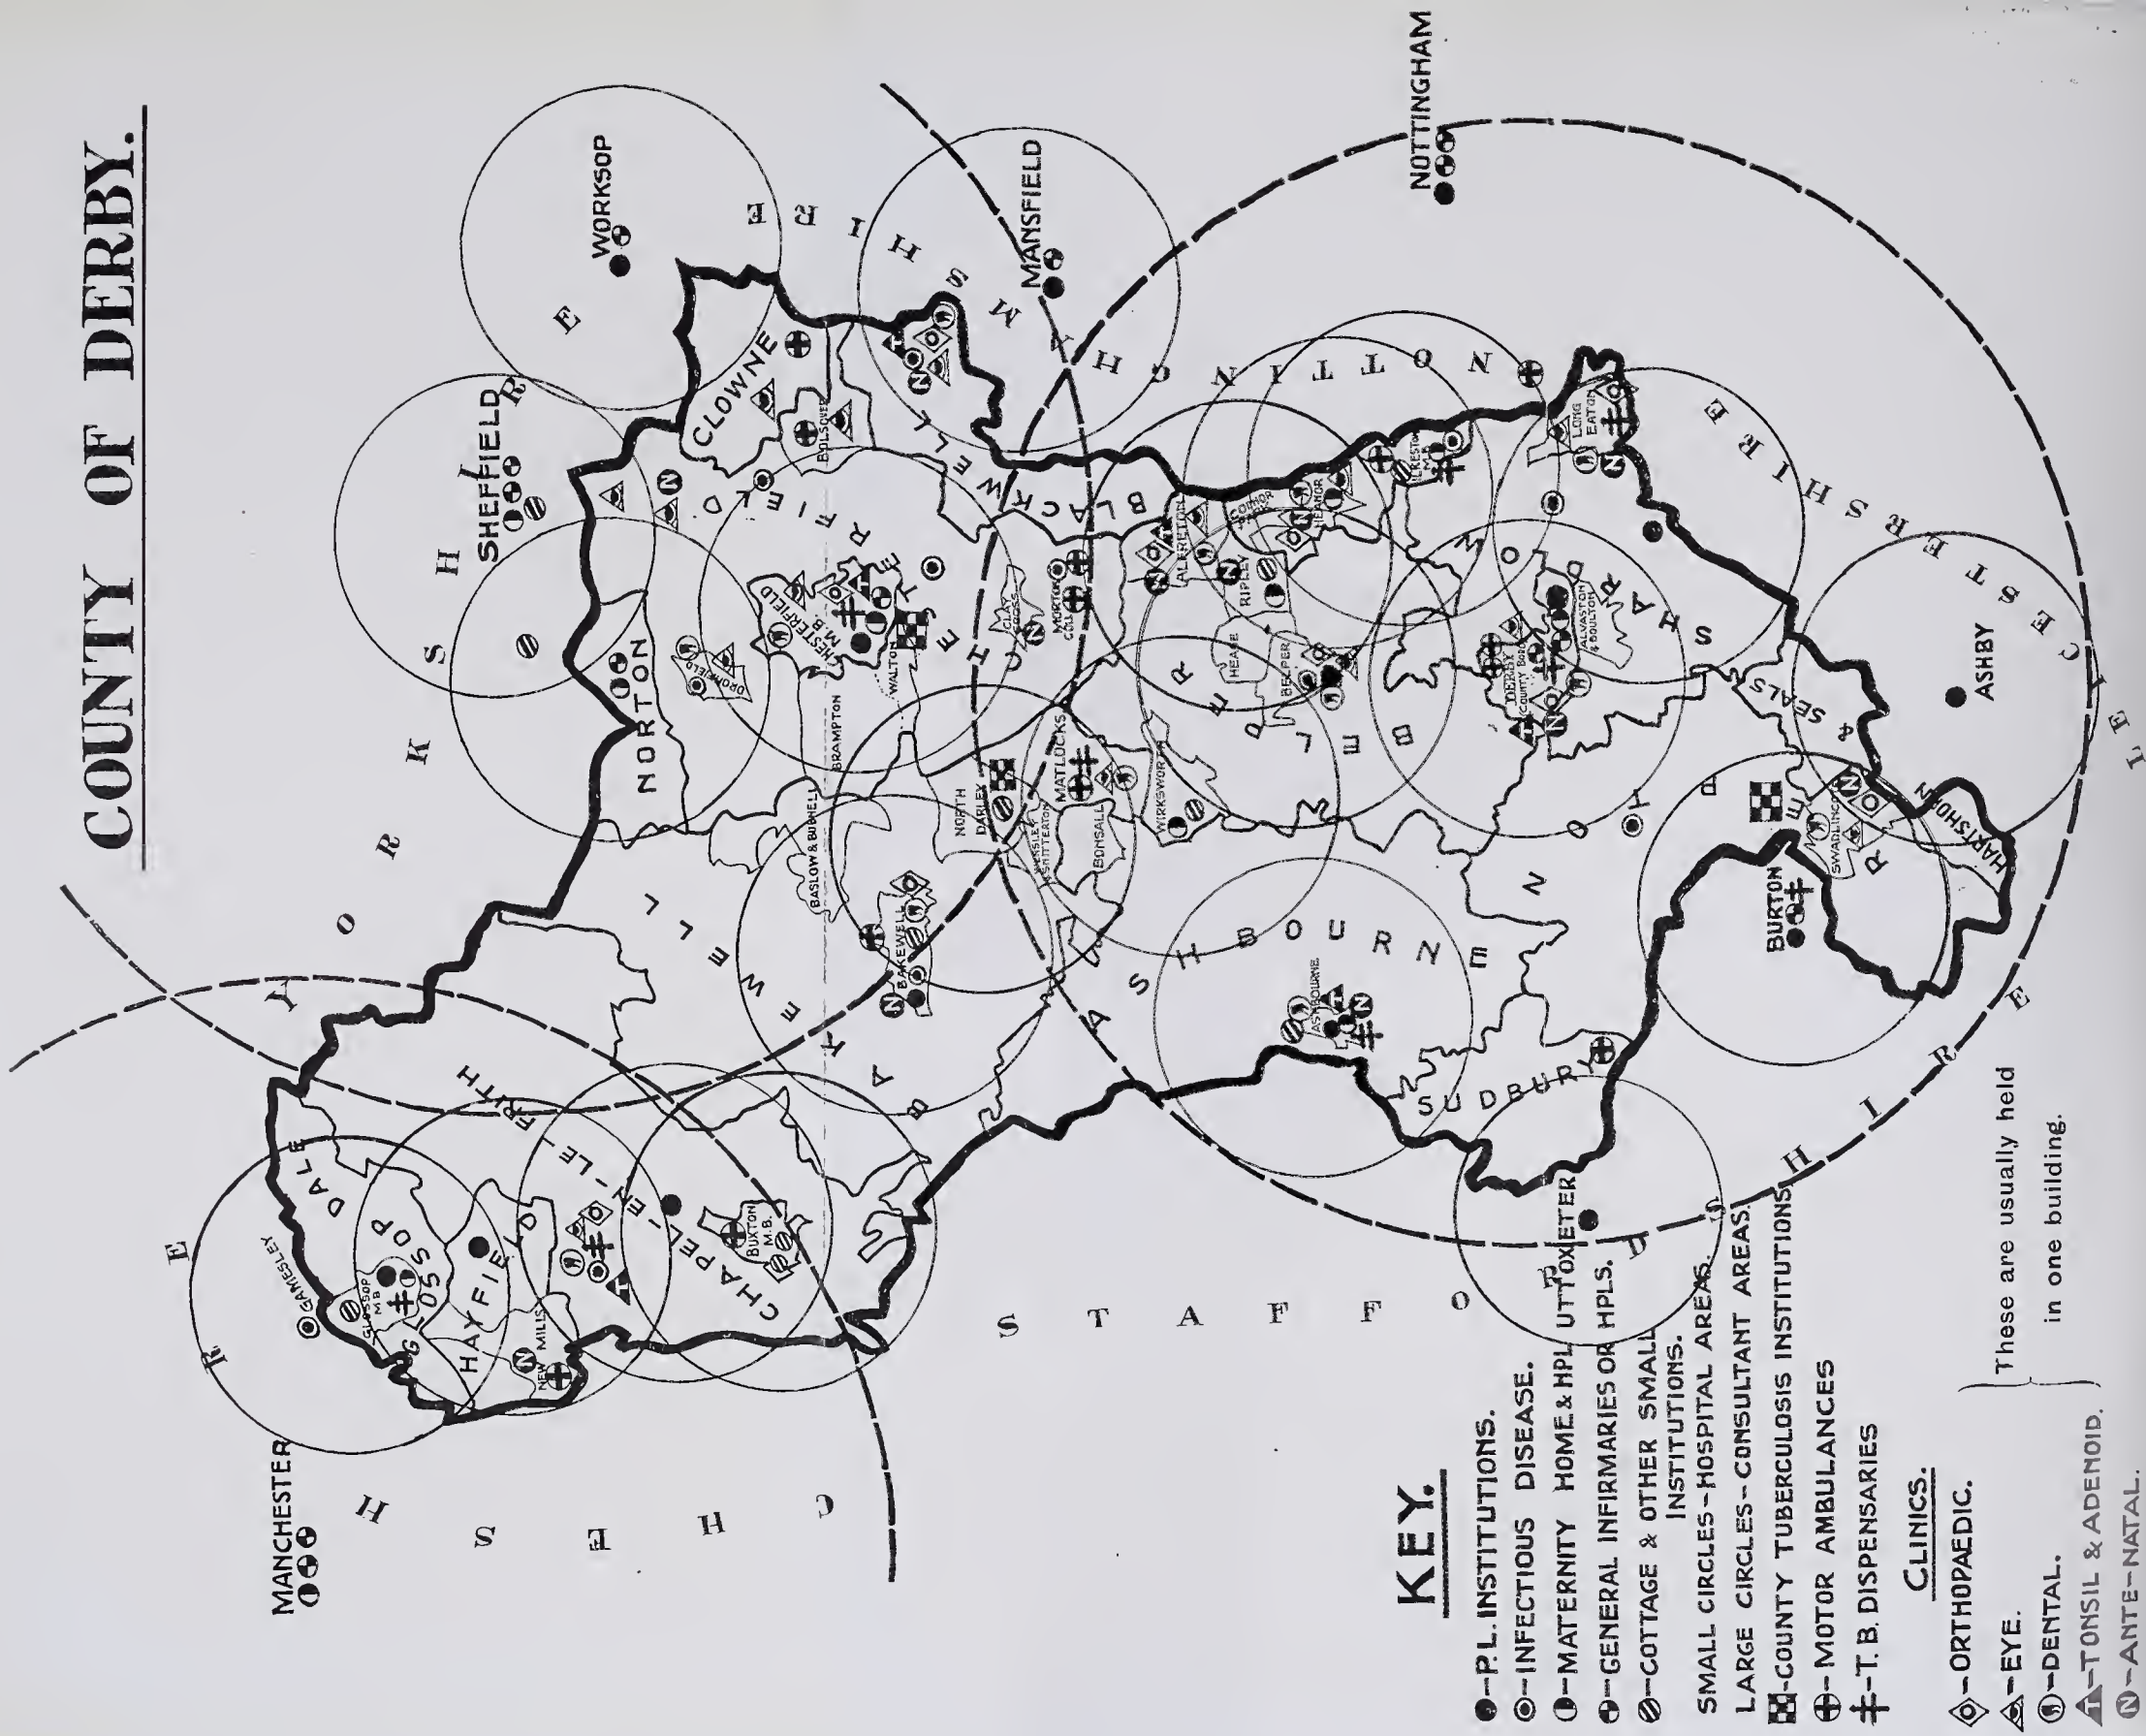 COUNTY OF DERBY.
MANCHESTER
SHEFFIELD
WORKSOP
MANSFIELD
NOTTINGHAM
YORKSHIRE
CHESHIRE
NOTTINGHAMSHIRE
LEICESTERSHIRE
STAFFORDSHIRE
GAMESLEY
GLOSSOP DALE
GLOSSOP
M B
HAYFIELD
NEW MILLS
CHAPEL-EN-LE-FRITH
BUXTON
M.B.
BAKEWELL
BAKEWELL
BASLOW & BUBNELL
NORTON
DRONFIELD
CHESTERFIELD
CHESTERFIELD
M.B.
BRAMPTON
WALTON
CLOWNE
BOLSOVER
BLACKWELL
CLAY
CROSS
MORTON
COLL
NORTH
DARLEY
MATLOCKS
BONSALL
WIRKSWORTH
ALFRETON
RIPLEY
HEANOR
HEAGE
BELPER
BELPER
ASHBOURNE
ASHBOURNE
SUDBURY
DERBY
County Boro
ALVASTON
& BOULTON
SHARDLOW
LONG
EATON
REPTON
BURTON
SWADLINCOTE
HARTSHORN
& SEALS
ASHBY
UTTOXETER
KEY.
P.L. INSTITUTIONS.
INFECTIOUS DISEASE.
MATERNITY HOME & HPL
GENERAL INFIRMARIES OR HPLS.
COTTAGE & OTHER SMALL
INSTITUTIONS.
SMALL CIRCLES-HOSPITAL AREAS.
LARGE CIRCLES-CONSULTANT AREAS.
COUNTY TUBERCULOSIS INSTITUTIONS
MOTOR AMBULANCES
T.B. DISPENSARIES
CLINICS.
ORTHOPAEDIC.
EYE.
DENTAL.
T-TONSIL & ADENOID.
N-ANTE-NATAL.
These are usually held
in one building.